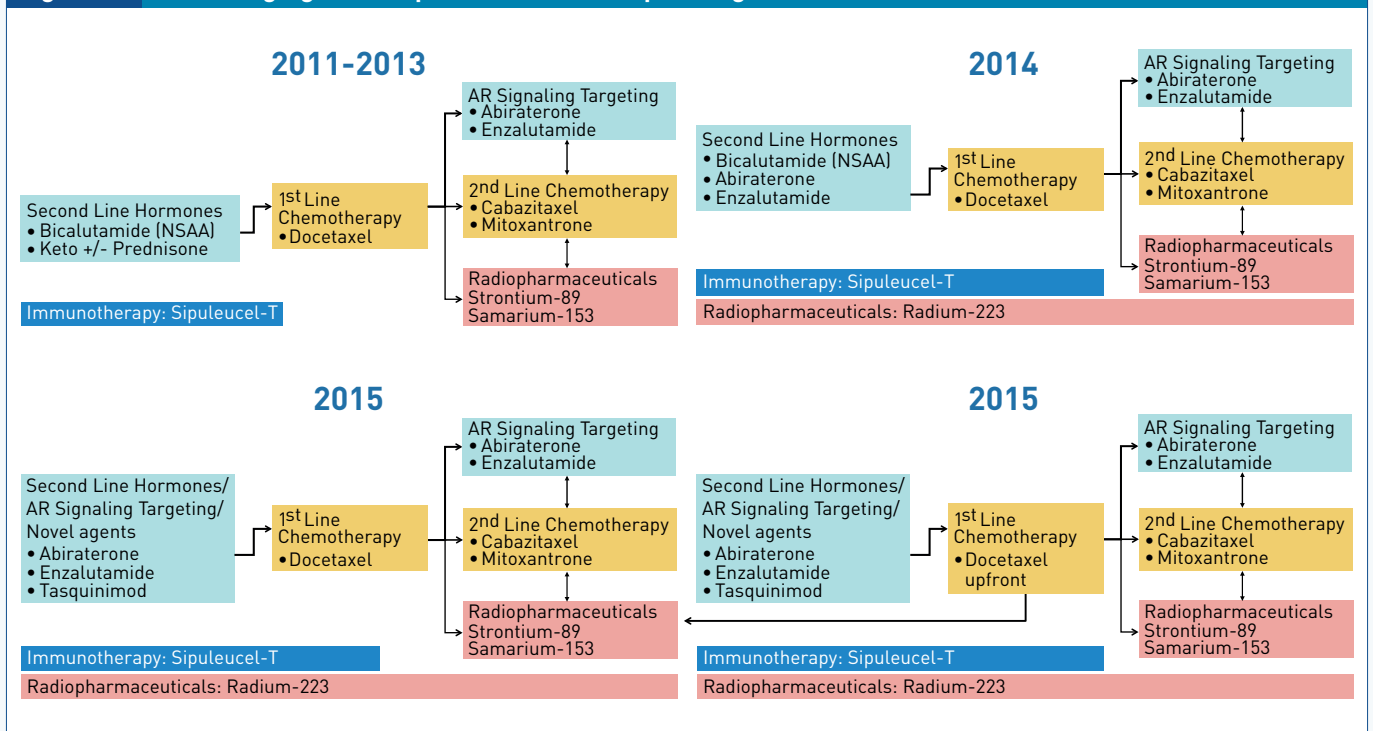 2011-2013
AR Signaling Targeting
• Abiraterone
• Enzalutamide
Second Line Hormones
• Bicalutamide (NSAA)
• Keto +/- Prednisone
1st Line
Chemotherapy
• Docetaxel
2nd Line Chemotherapy
• Cabazitaxel
• Mitoxantrone
Radiopharmaceuticals
Strontium-89
Samarium-153
Immunotherapy: Sipuleucel-T
2014
AR Signaling Targeting
• Abiraterone
• Enzalutamide
Second Line Hormones
• Bicalutamide (NSAA)
• Abiraterone
• Enzalutamide
1st Line
Chemotherapy
• Docetaxel
2nd Line Chemotherapy
• Cabazitaxel
• Mitoxantrone
Radiopharmaceuticals
Strontium-89
Samarium-153
Immunotherapy: Sipuleucel-T
Radiopharmaceuticals: Radium-223
2015
AR Signaling Targeting
• Abiraterone
• Enzalutamide
Second Line Hormones/
AR Signaling Targeting/
Novel agents
• Abiraterone
• Enzalutamide
• Tasquinimod
1st Line
Chemotherapy
• Docetaxel
2nd Line Chemotherapy
• Cabazitaxel
• Mitoxantrone
Radiopharmaceuticals
Strontium-89
Samarium-153
Immunotherapy: Sipuleucel-T
Radiopharmaceuticals: Radium-223
2015
AR Signaling Targeting
• Abiraterone
• Enzalutamide
Second Line Hormones/
AR Signaling Targeting/
Novel agents
• Abiraterone
• Enzalutamide
• Tasquinimod
1st Line
Chemotherapy
• Docetaxel
upfront
2nd Line Chemotherapy
• Cabazitaxel
• Mitoxantrone
Radiopharmaceuticals
Strontium-89
Samarium-153
Immunotherapy: Sipuleucel-T
Radiopharmaceuticals: Radium-223